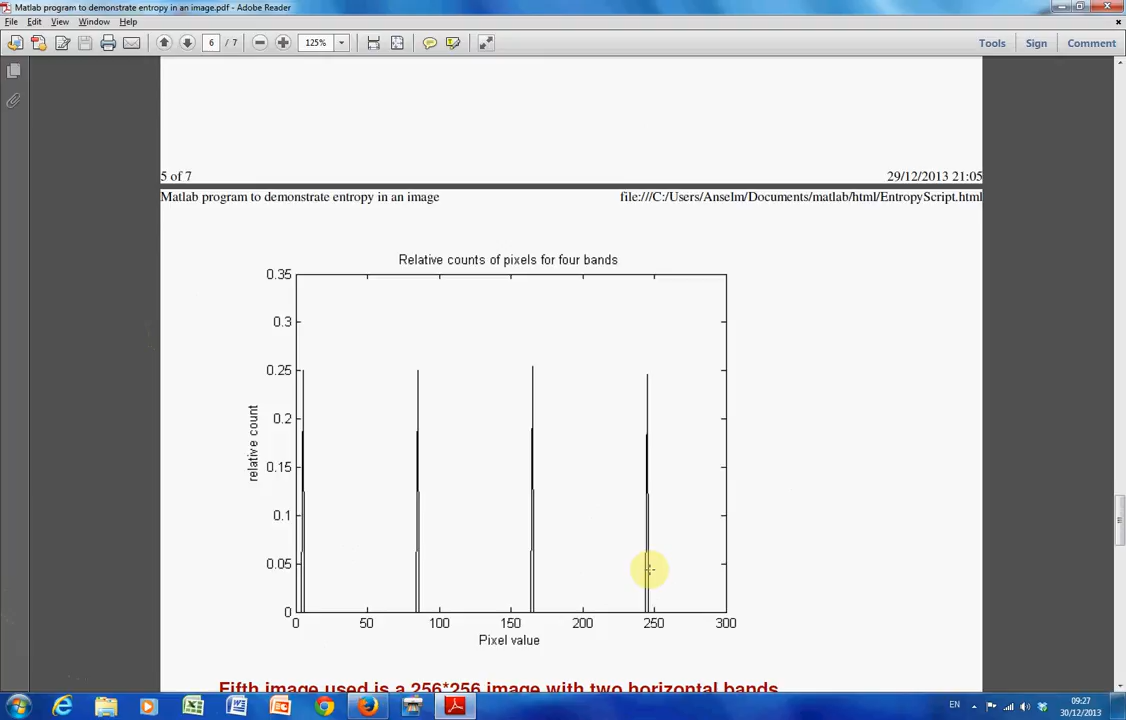 Matlab program to demonstrate entropy in an image.pdf - Adobe Reader
File Edit View Window Help
6 / 7 125% Tools Sign Comment
5 of 7 29/12/2013 21:05
Matlab program to demonstrate entropy in an image file:///C:/Users/Anselm/Documents/matlab/html/EntropyScript.html
Relative counts of pixels for four bands
0.35
0.3
0.25
0.2
0.15
0.1
0.05
0
relative count
0 50 100 150 200 250 300
Pixel value
Fifth image used is a 256*256 image with two horizontal bands
EN 09:27
30/12/2013